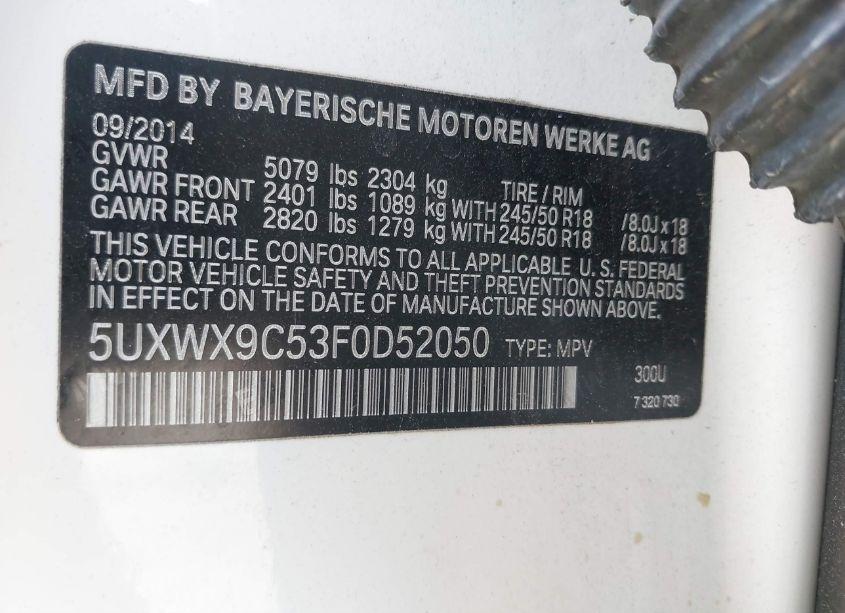 MFD BY BAYERISCHE MOTOREN WERKE AG
09/2014
GVWR 5079 lbs 2304 kg TIRE / RIM
GAWR FRONT 2401 lbs 1089 kg WITH 245/50 R18 /8.0J x 18
GAWR REAR 2820 lbs 1279 kg WITH 245/50 R18 /8.0J x 18
THIS VEHICLE CONFORMS TO ALL APPLICABLE U.S. FEDERAL
MOTOR VEHICLE SAFETY AND THEFT PREVENTION STANDARDS
IN EFFECT ON THE DATE OF MANUFACTURE SHOWN ABOVE.
5UXWX9C53F0D52050 TYPE: MPV
300U
7 320 730